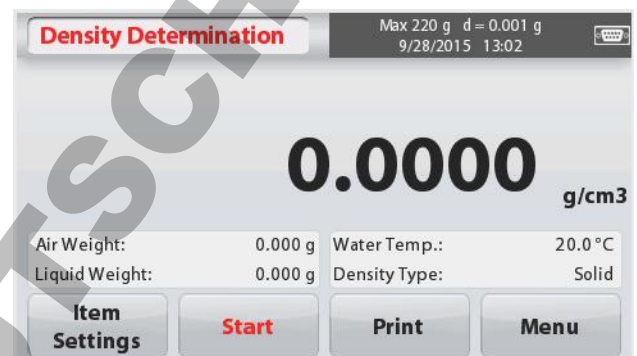 Density Determination
Max 220 g d = 0.001 g
9/28/2015 13:02
0.0000
g/cm3
Air Weight: 0.000 g Water Temp.: 20.0 °C
Liquid Weight: 0.000 g Density Type: Solid
Item Settings
Start
Print
Menu